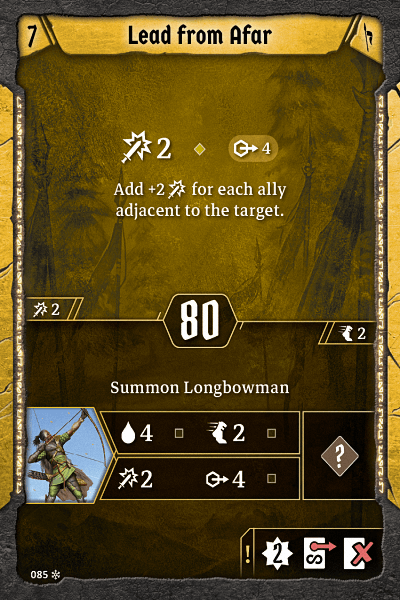 7 Lead from Afar
2 4
Add +2 for each ally
adjacent to the target.
2
80
2
Summon Longbowman
4 2
?
2 4
! 2
085